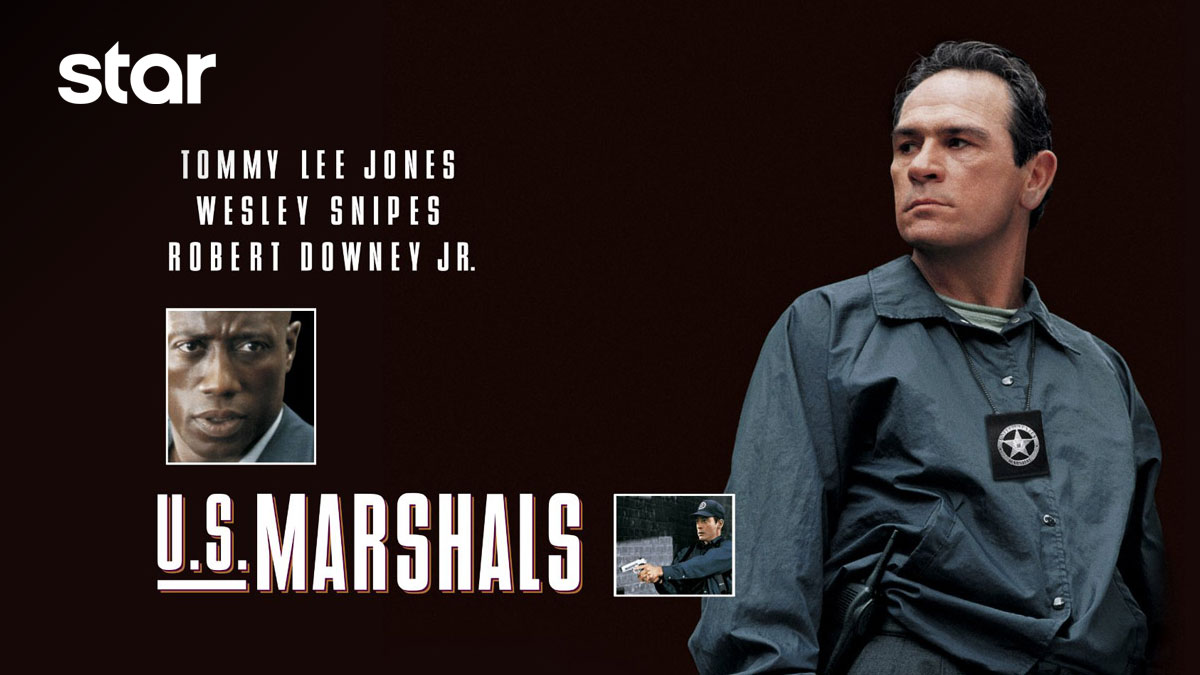 star
TOMMY LEE JONES
WESLEY SNIPES
ROBERT DOWNEY JR.
U.S. MARSHALS